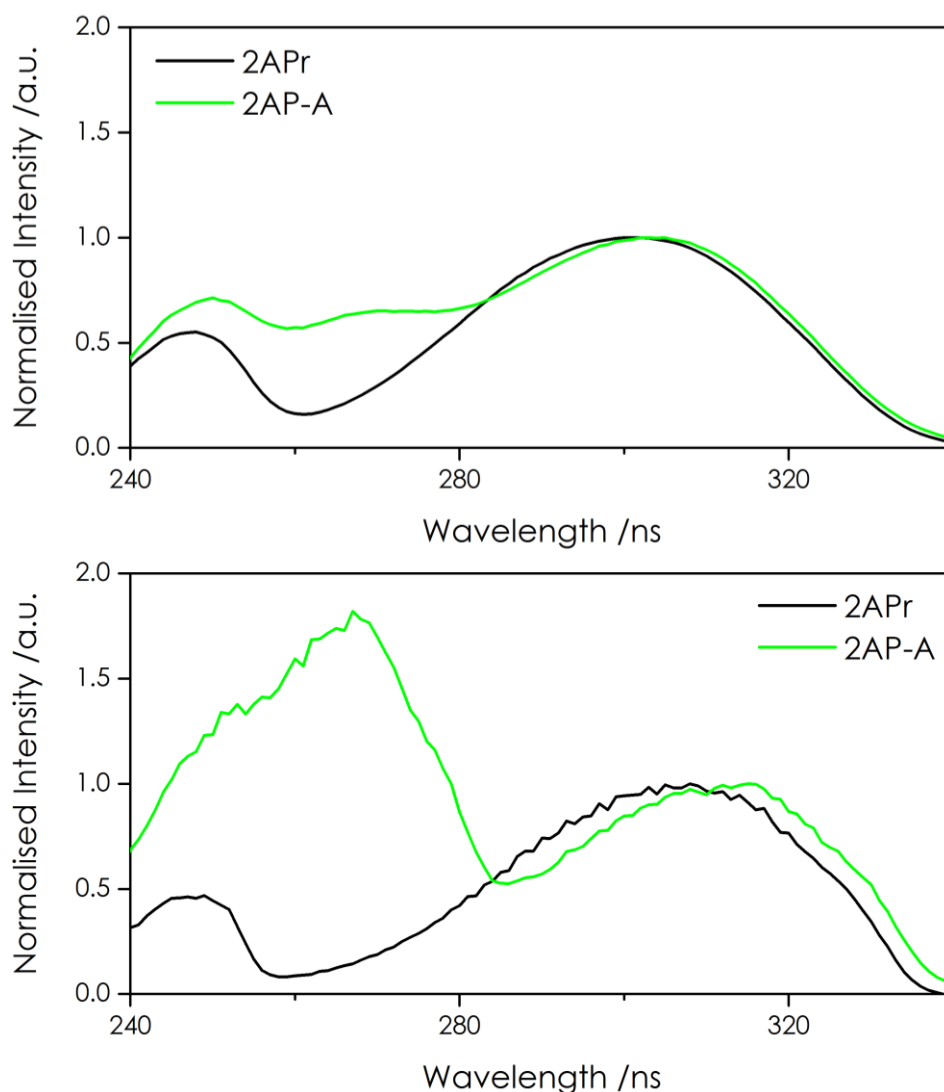 2.0
2APr
2AP-A
1.5
1.0
0.5
0.0
240
280
320
Normalised Intensity /a.u.
Wavelength /ns
2.0
2APr
2AP-A
1.5
1.0
0.5
0.0
240
280
320
Normalised Intensity /a.u.
Wavelength /ns